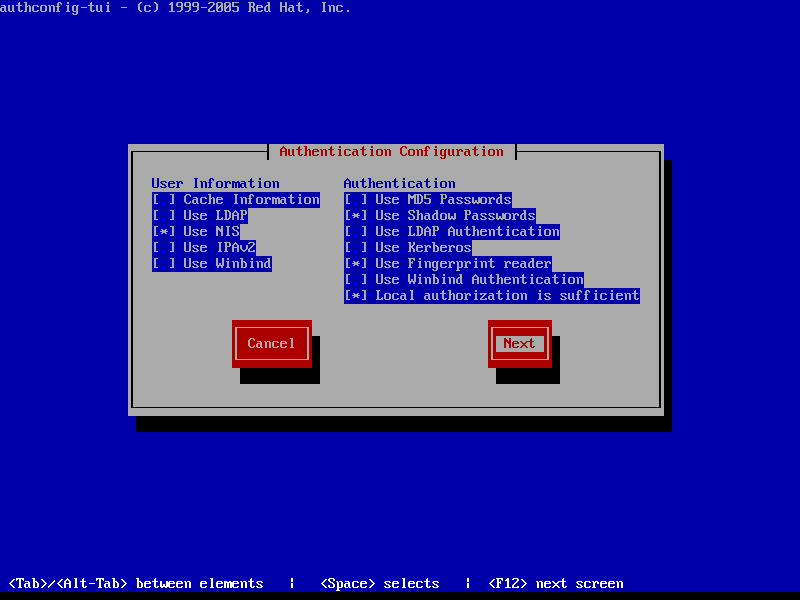 authconfig-tui - (c) 1999-2005 Red Hat, Inc.
Authentication Configuration
User Information
[ ] Cache Information
[ ] Use LDAP
[*] Use NIS
[ ] Use IPAv2
[ ] Use Winbind
Authentication
[ ] Use MD5 Passwords
[*] Use Shadow Passwords
[ ] Use LDAP Authentication
[ ] Use Kerberos
[*] Use Fingerprint reader
[ ] Use Winbind Authentication
[*] Local authorization is sufficient
Cancel
Next
<Tab>/<Alt-Tab> between elements | <Space> selects | <F12> next screen